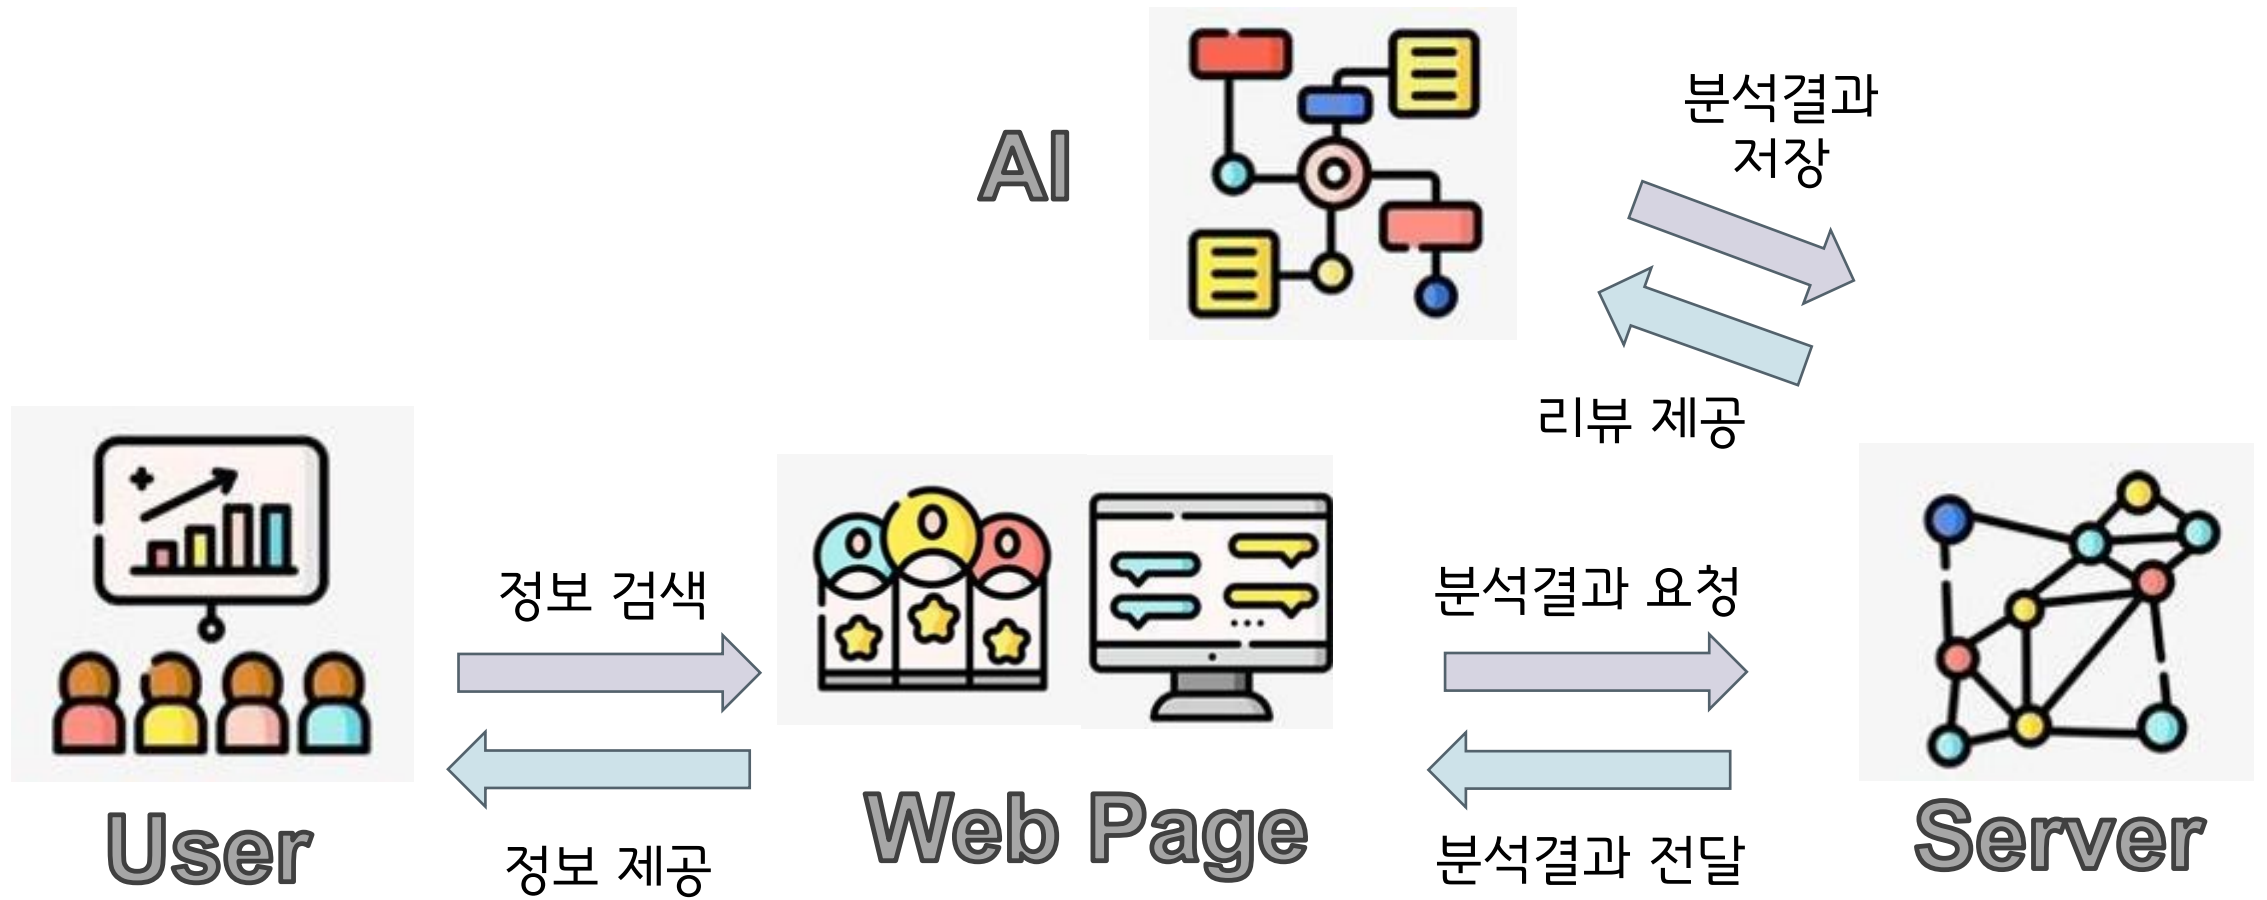 AI
분석결과
저장
리뷰 제공
정보 검색
분석결과 요청
User
정보 제공
Web Page
분석결과 전달
Server